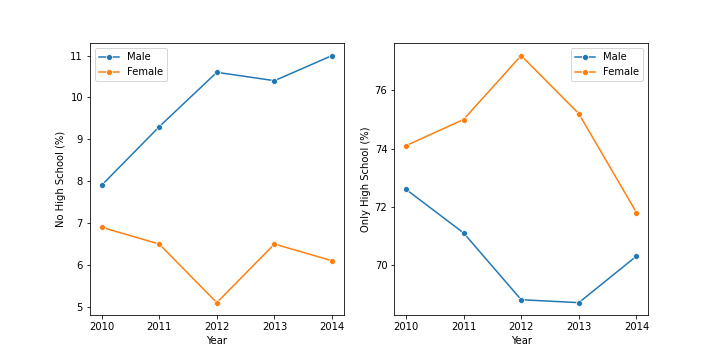 No High School (%)
11
10
9
8
7
6
5
Male
Female
2010 2011 2012 2013 2014
Year
Only High School (%)
76
74
72
70
Male
Female
2010 2011 2012 2013 2014
Year